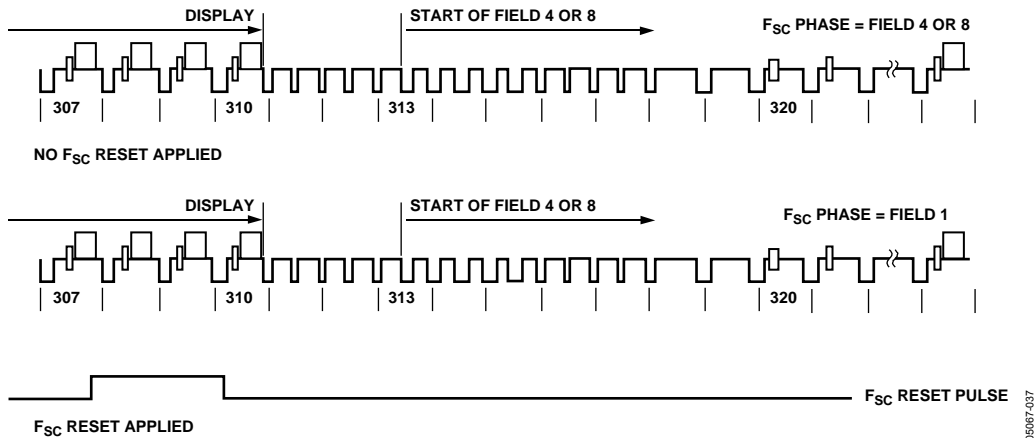 DISPLAY
START OF FIELD 4 OR 8
FSC PHASE = FIELD 4 OR 8
307
310
313
320
NO FSC RESET APPLIED
DISPLAY
START OF FIELD 4 OR 8
FSC PHASE = FIELD 1
307
310
313
320
FSC RESET PULSE
FSC RESET APPLIED
05067-037